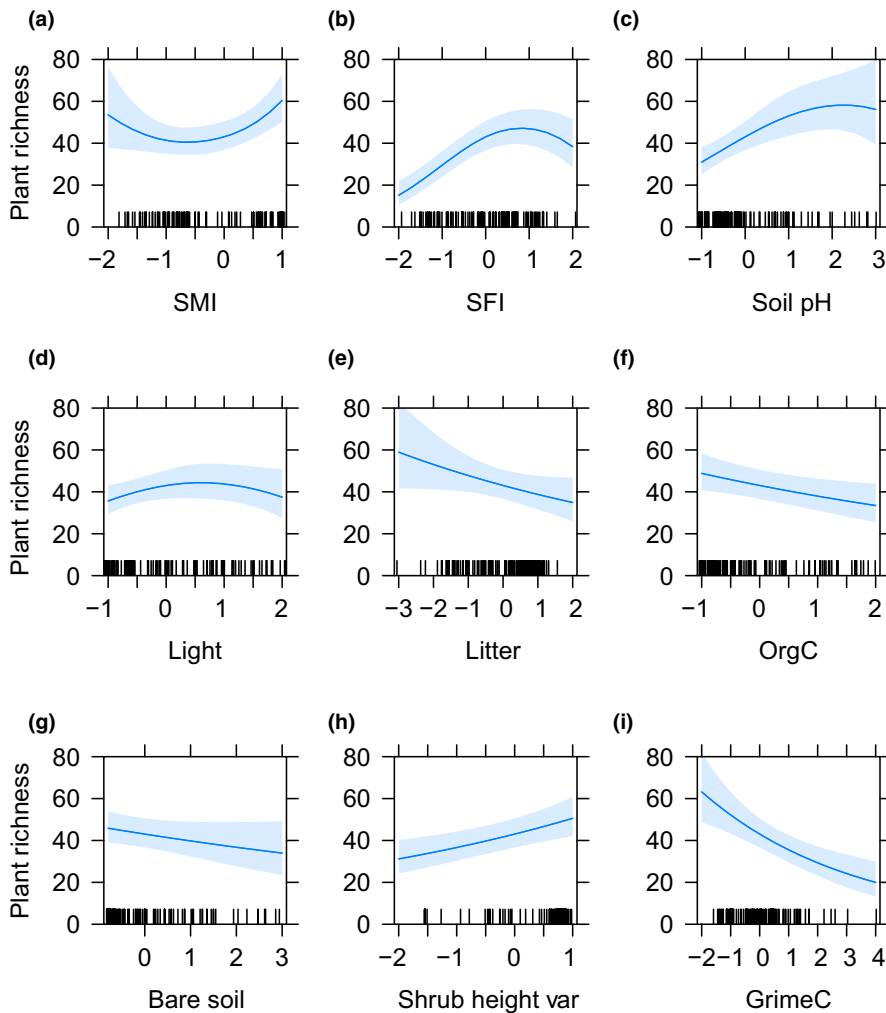 (a) (b) (c)
80 80 80
60 60 60
40 40 40
20 20 20
0 0 0
Plant richness
−2 −1 0 1 −2 −1 0 1 2 −1 0 1 2 3
SMI SFI Soil pH
(d) (e) (f)
80 80 80
60 60 60
40 40 40
20 20 20
0 0 0
Plant richness
−1 0 1 2 −3 −2 −1 0 1 2 −1 0 1 2
Light Litter OrgC
(g) (h) (i)
80 80 80
60 60 60
40 40 40
20 20 20
0 0 0
Plant richness
0 1 2 3 −2 −1 0 1 −2 −1 0 1 2 3 4
Bare soil Shrub height var GrimeC